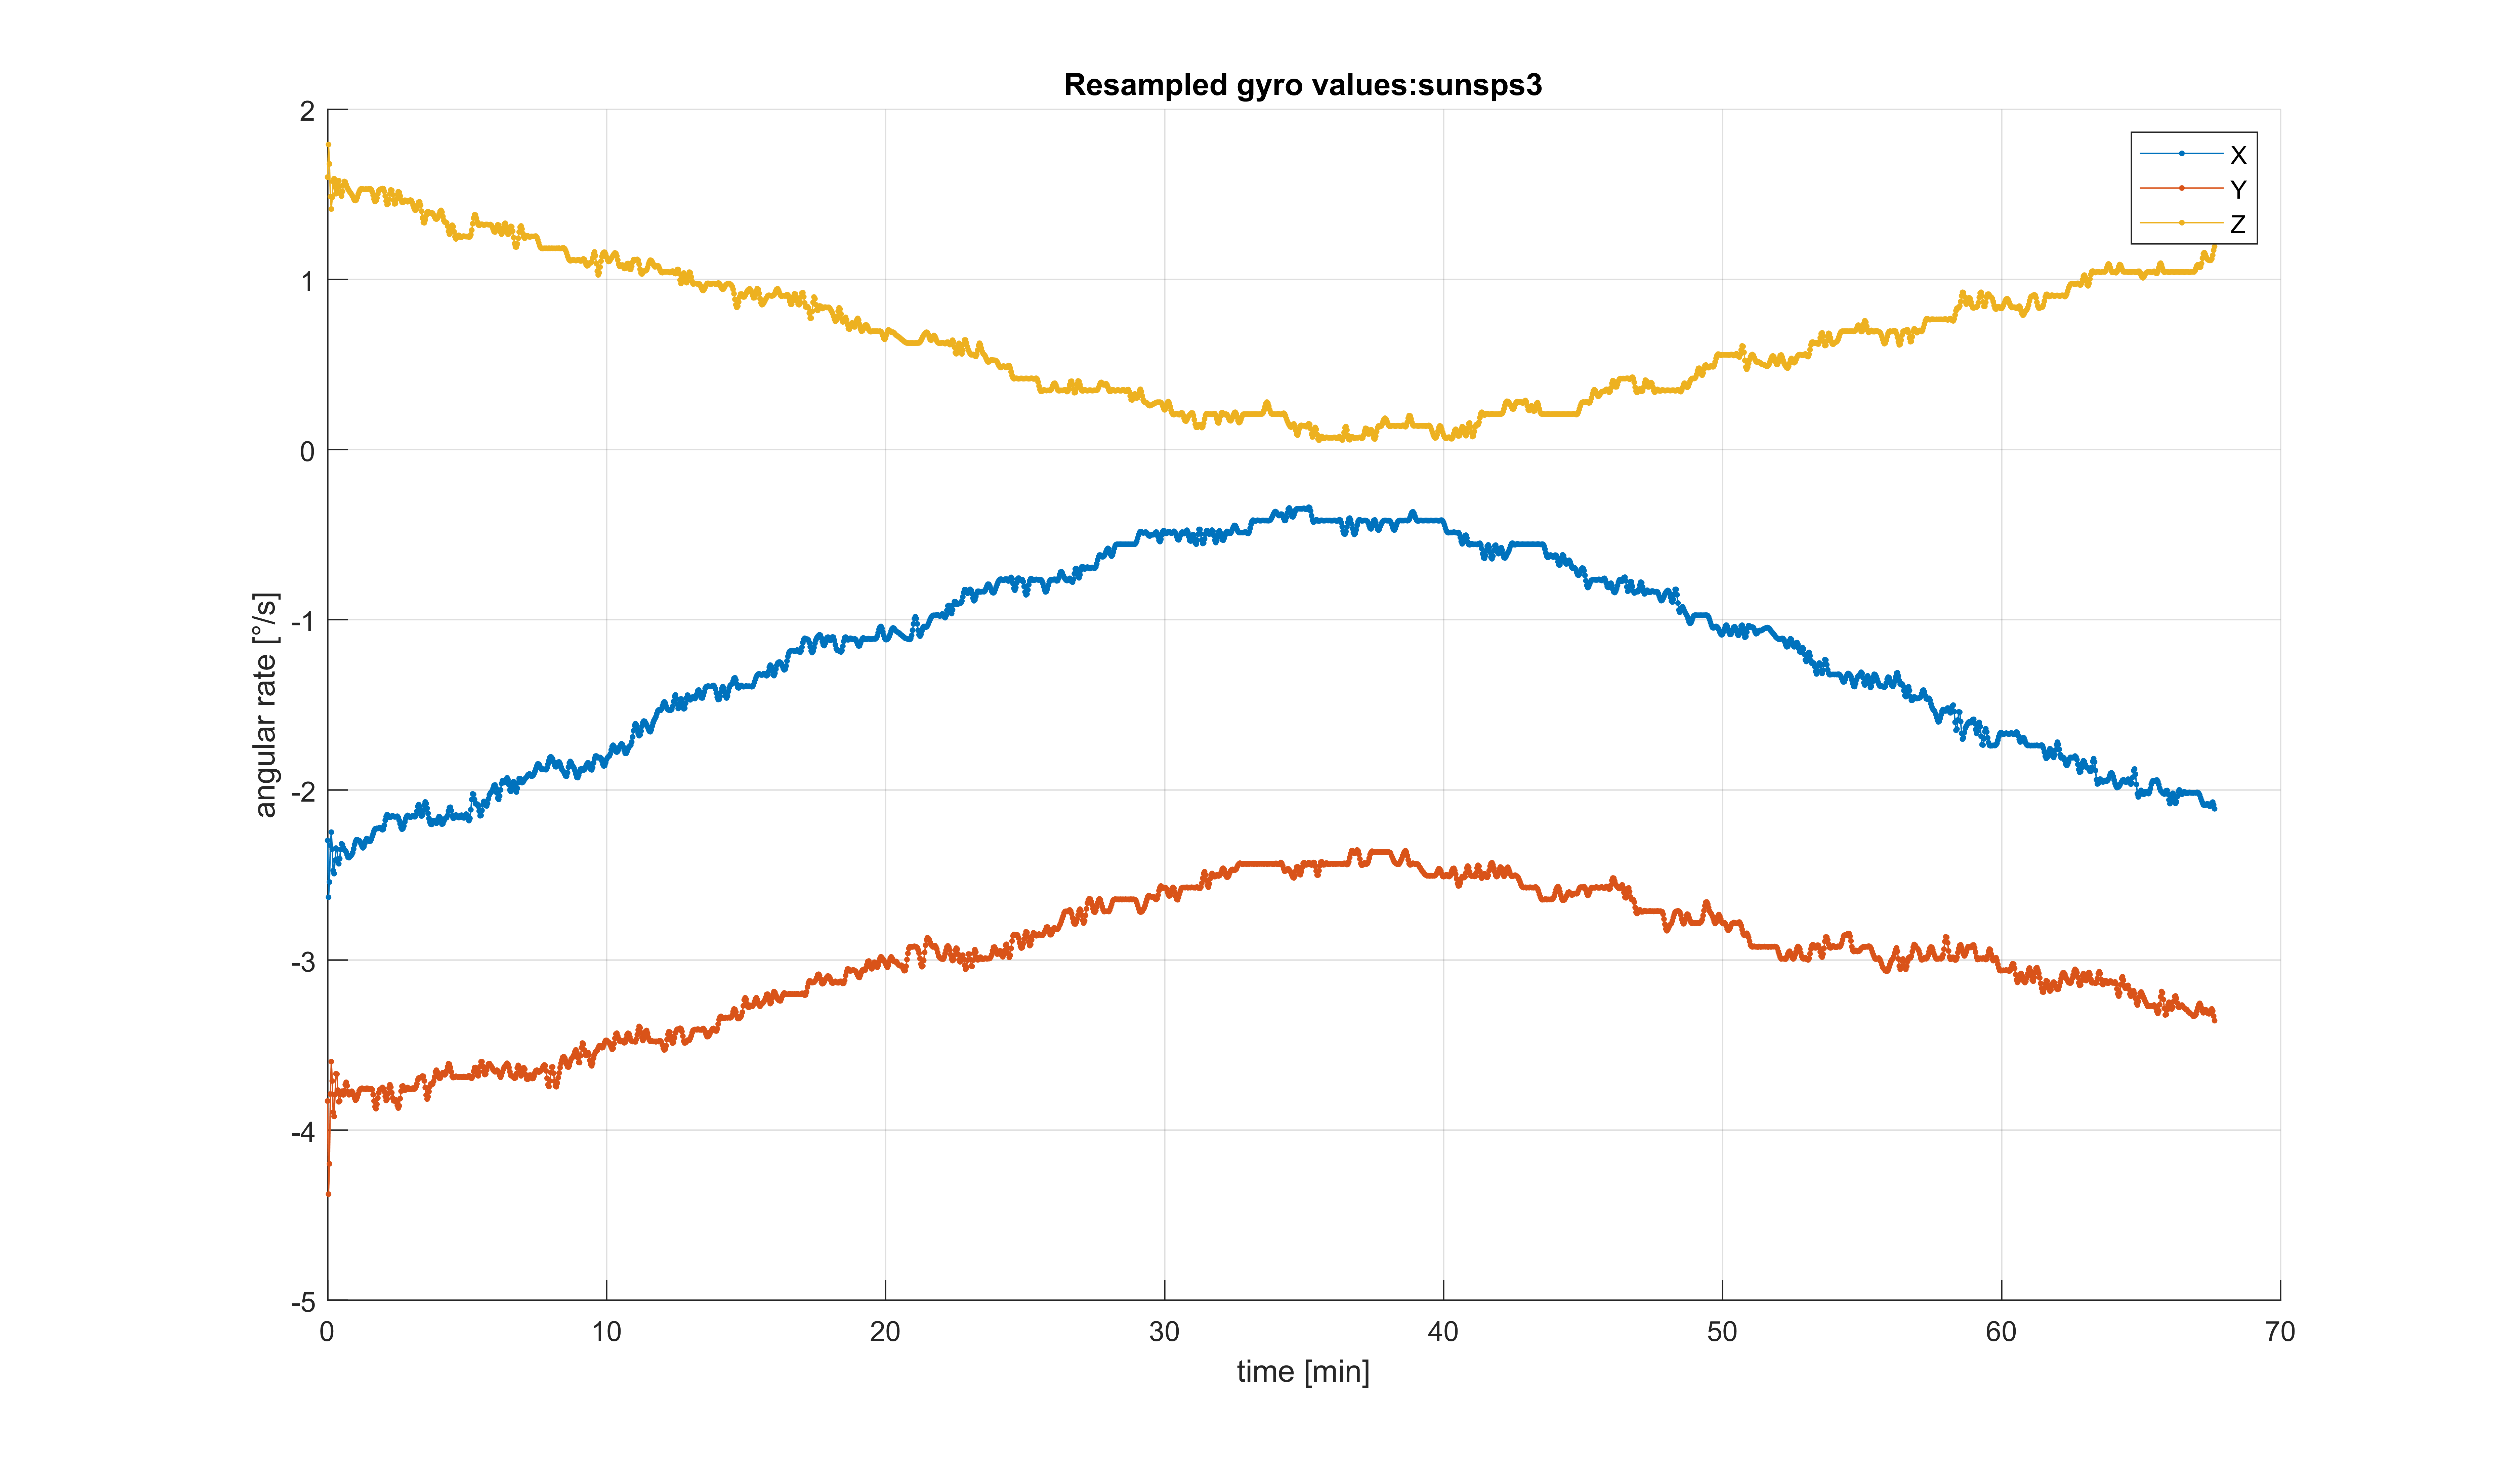 Resampled gyro values:sunsps3
X
Y
Z
2
1
0
-1
-2
-3
-4
-5
angular rate [°/s]
0 10 20 30 40 50 60 70
time [min]